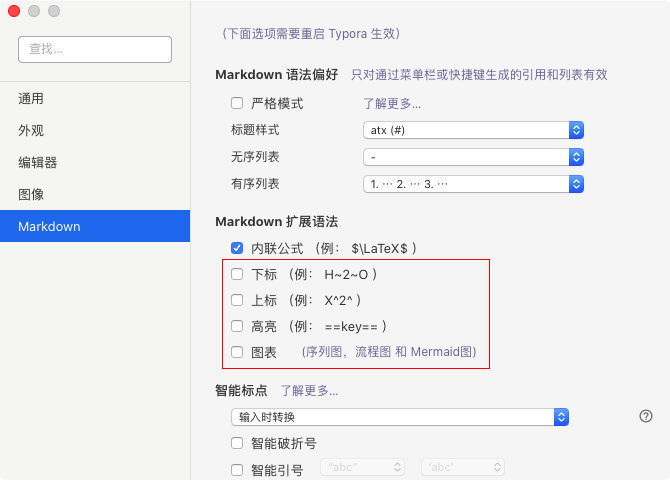 查找...
通用
外观
编辑器
图像
Markdown
（下面选项需要重启 Typora 生效）
Markdown 语法偏好 只对通过菜单栏或快捷键生成的引用和列表有效
严格模式 了解更多...
标题样式 atx (#)
无序列表 -
有序列表 1. ··· 2. ··· 3. ···
Markdown 扩展语法
内联公式 （例： $\LaTeX$ ）
下标 （例： H~2~O ）
上标 （例： X^2^ ）
高亮 （例： ==key== ）
图表 （序列图，流程图 和 Mermaid图）
智能标点 了解更多...
输入时转换 ?
智能破折号
智能引号 “abc” ‘abc’